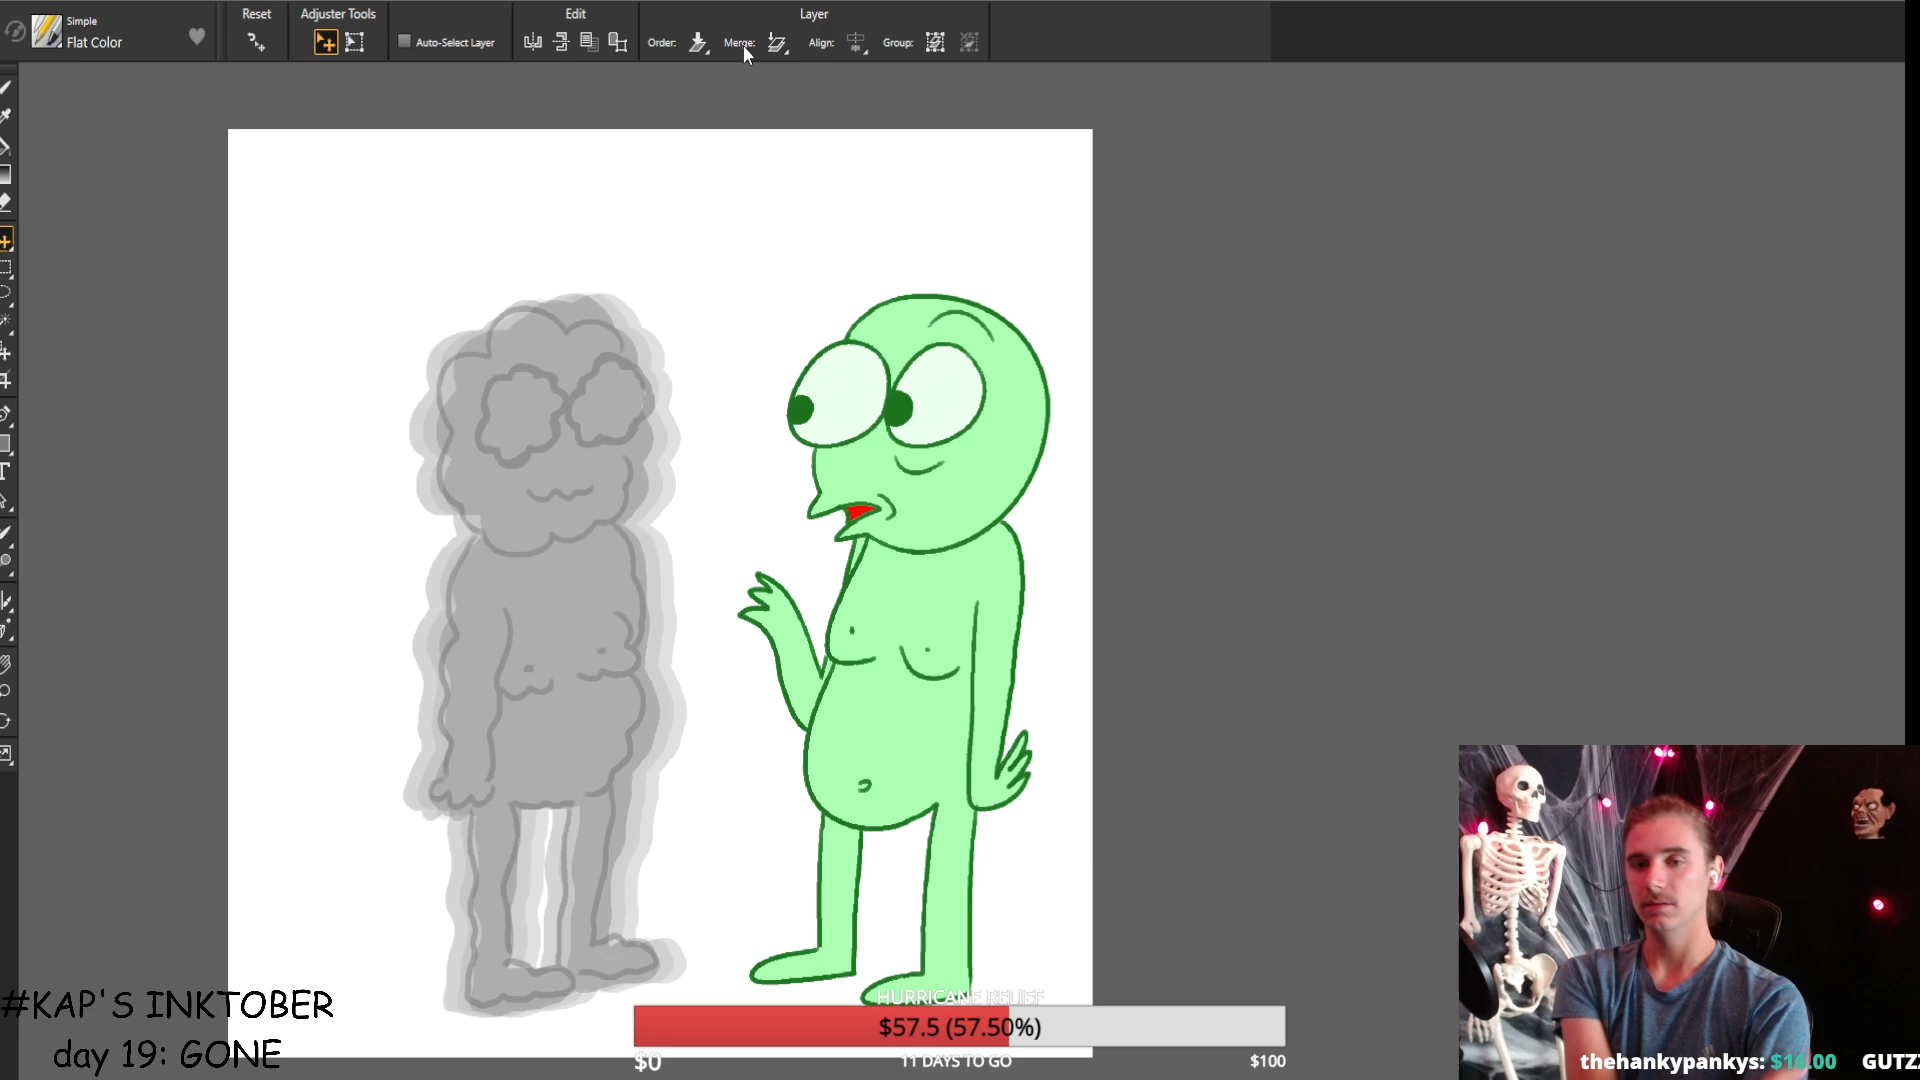 Simple
Flat Color
Reset
Adjuster Tools
Auto-Select Layer
Edit
Layer
Order:
Merge:
Align:
Group:
HURRICANE RELIEF
$57.5 (57.50%)
$0
11 DAYS TO GO
$100
#KAP'S INKTOBER
day 19: GONE
thehankypankys: $16.00